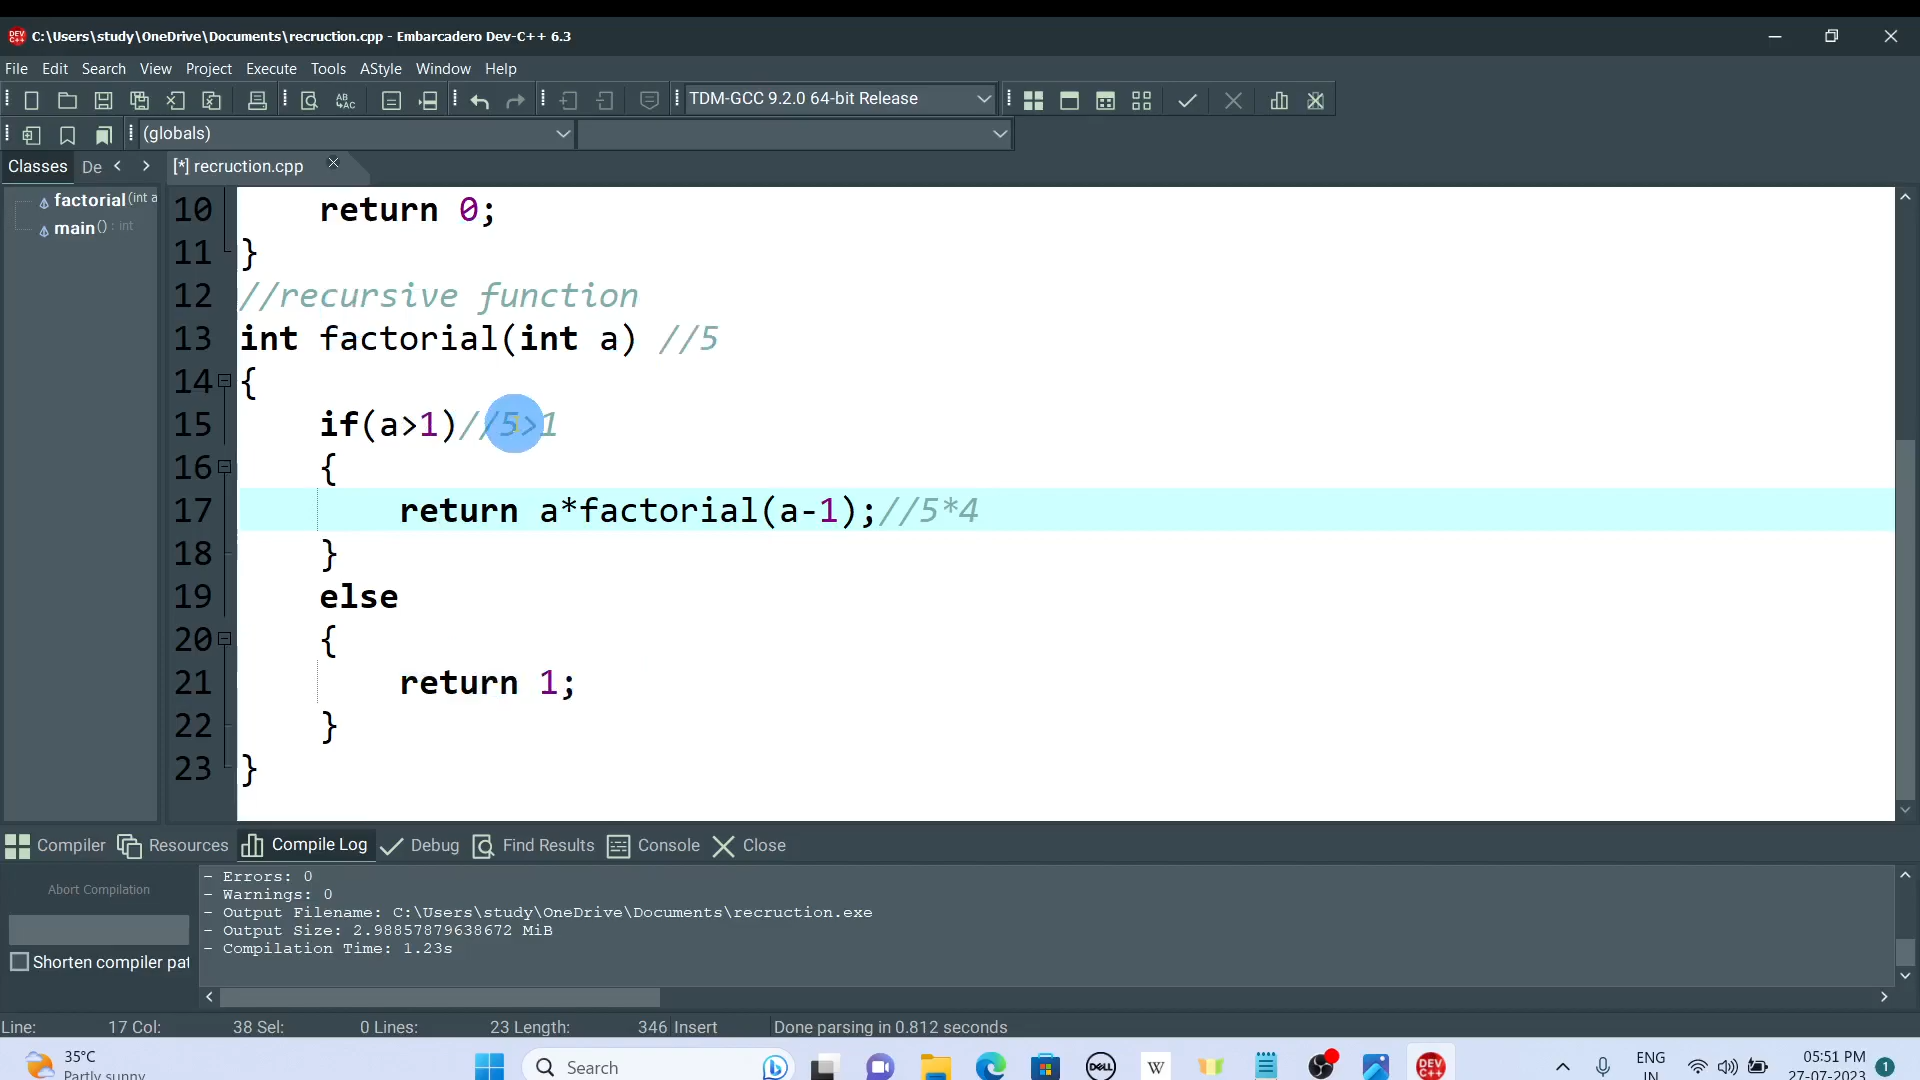 C:\Users\study\OneDrive\Documents\recruction.cpp - Embarcadero Dev-C++ 6.3
File Edit Search View Project Execute Tools AStyle Window Help
TDM-GCC 9.2.0 64-bit Release
(globals)
Classes De [*] recruction.cpp
factorial (int a
main () : int
10 return 0;
11 }
12 //recursive function
13 int factorial(int a) //5
14 {
15 if(a>1)//5>1
16 {
17 return a*factorial(a-1);//5*4
18 }
19 else
20 {
21 return 1;
22 }
23 }
Compiler Resources Compile Log Debug Find Results Console Close
Abort Compilation
Shorten compiler pat
- Errors: 0
- Warnings: 0
- Output Filename: C:\Users\study\OneDrive\Documents\recruction.exe
- Output Size: 2.98857879638672 MiB
- Compilation Time: 1.23s
Line: 17 Col: 38 Sel: 0 Lines: 23 Length: 346 Insert Done parsing in 0.812 seconds
35°C
Partly sunny
Search
DELL
W
DEV C++
ENG
IN
05:51 PM
27-07-2023
1